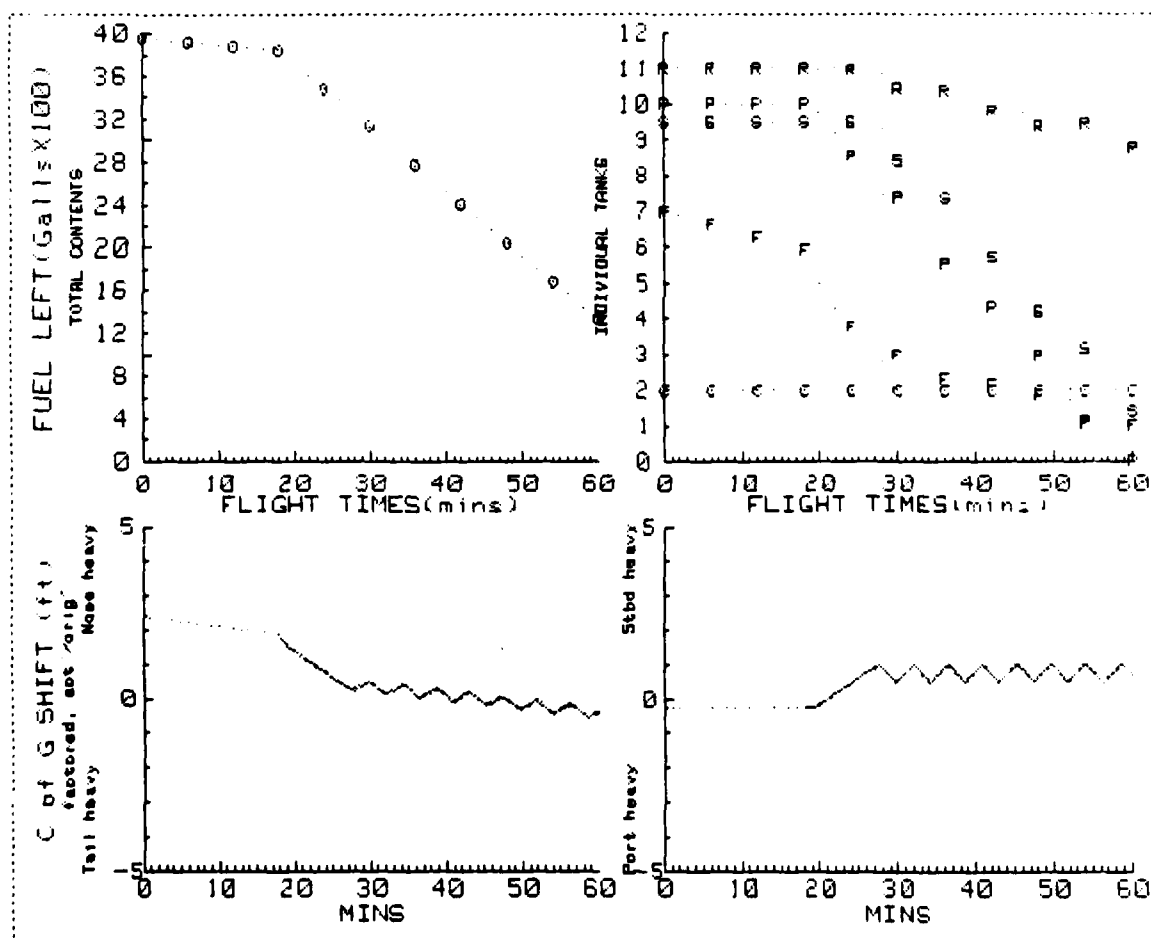 FUEL LEFT(Galls X100)
TOTAL CONTENTS
40
36
32
28
24
20
16
12
8
4
0
0 10 20 30 40 50 60
FLIGHT TIMES(mins)
INDIVIDUAL TANKS
12
11
10
9
8
7
6
5
4
3
2
1
0
R R R R R R R R R R R
P P P P P P P P P P
S S S S S S S S
F F F F F F F F
0 10 20 30 40 50 60
FLIGHT TIMES(mins)
C of G SHIFT (ft)
factored, not /orig
Tail heavy
Nose heavy
5
0
-5
0 10 20 30 40 50 60
MINS
Port heavy
Stbd heavy
5
0
-5
0 10 20 30 40 50 60
MINS